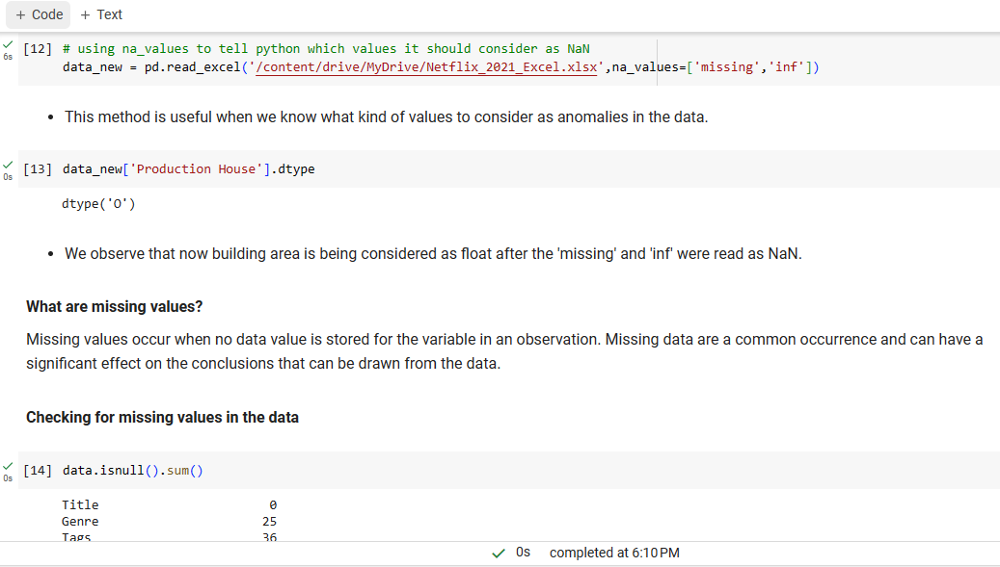 + Code + Text
6s [12] # using na_values to tell python which values it should consider as NaN
data_new = pd.read_excel('/content/drive/MyDrive/Netflix_2021_Excel.xlsx',na_values=['missing','inf'])
• This method is useful when we know what kind of values to consider as anomalies in the data.
0s [13] data_new['Production House'].dtype
dtype('O')
• We observe that now building area is being considered as float after the 'missing' and 'inf' were read as NaN.
What are missing values?
Missing values occur when no data value is stored for the variable in an observation. Missing data are a common occurrence and can have a
significant effect on the conclusions that can be drawn from the data.
Checking for missing values in the data
0s [14] data.isnull().sum()
Title 0
Genre 25
Tags 36
0s completed at 6:10 PM